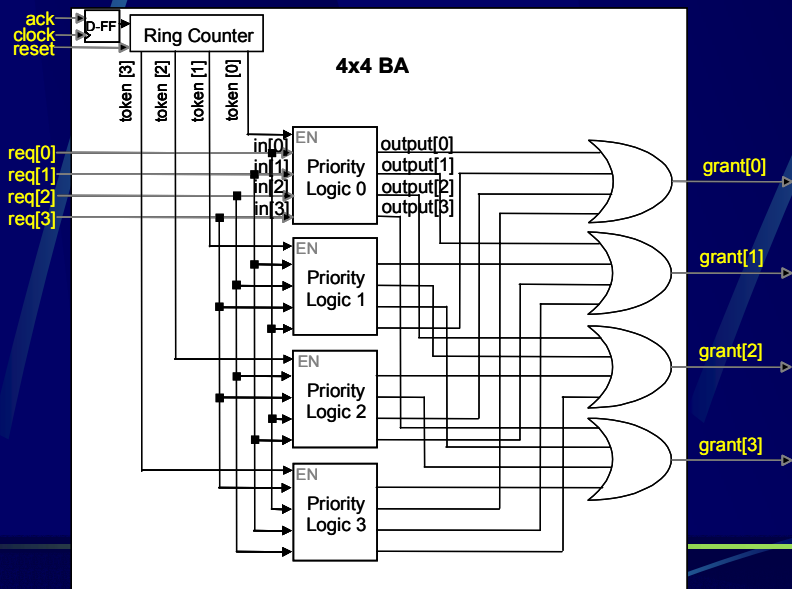 ack
clock
reset
D-FF
Ring Counter
4x4 BA
token [3]
token [2]
token [1]
token [0]
req[0]
req[1]
req[2]
req[3]
in[0]
in[1]
in[2]
in[3]
EN
Priority
Logic 0
output[0]
output[1]
output[2]
output[3]
EN
Priority
Logic 1
EN
Priority
Logic 2
EN
Priority
Logic 3
grant[0]
grant[1]
grant[2]
grant[3]